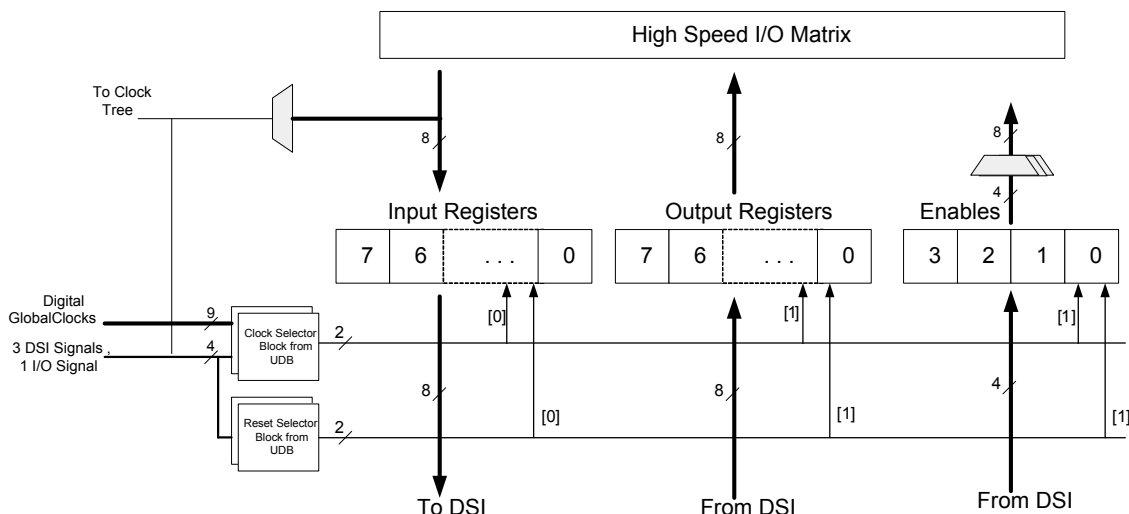 High Speed I/O Matrix
To Clock
Tree
8
8
8
4
Input Registers
Output Registers
Enables
7 6 . . . 0
7 6 . . . 0
3 2 1 0
Digital
GlobalClocks
9
3 DSI Signals ,
1 I/O Signal
4
Clock Selector
Block from
UDB
2
[0]
[1]
[1]
8
8
4
Reset Selector
Block from
UDB
2
[0]
[1]
[1]
To DSI
From DSI
From DSI